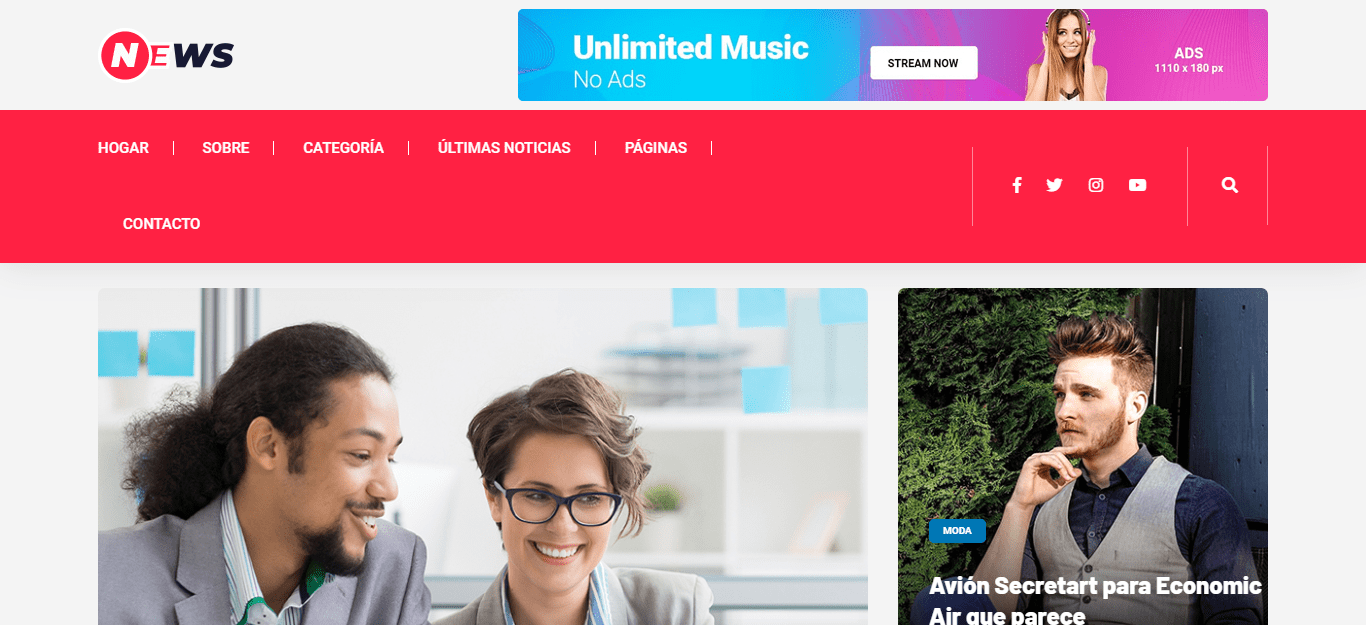 NEWS
Unlimited Music
No Ads
STREAM NOW
ADS
1110 x 180 px
HOGAR
SOBRE
CATEGORÍA
ÚLTIMAS NOTICIAS
PÁGINAS
CONTACTO
MODA
Avión Secretart para Economic
Air que parece